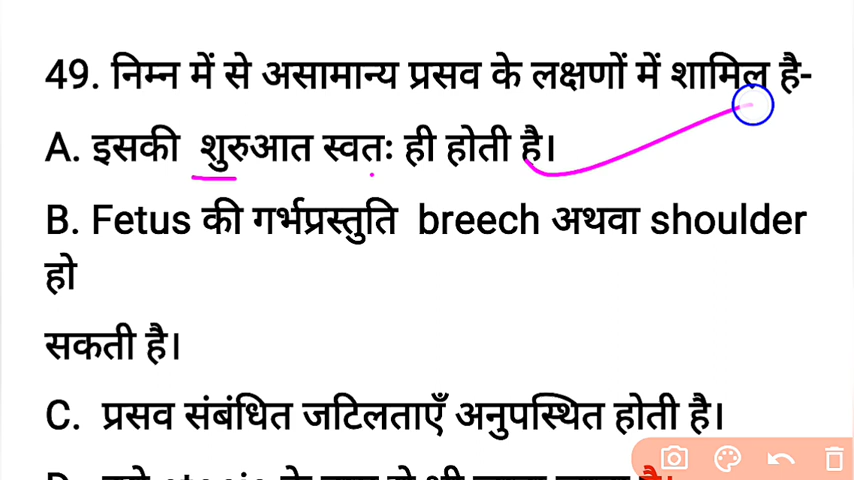 49. निम्न में से असामान्य प्रसव के लक्षणों में शामिल है-
A. इसकी शुरुआत स्वतः ही होती है।
B. Fetus की गर्भप्रस्तुति breech अथवा shoulder
हो
सकती है।
C. प्रसव संबंधित जटिलताएँ अनुपस्थित होती है।